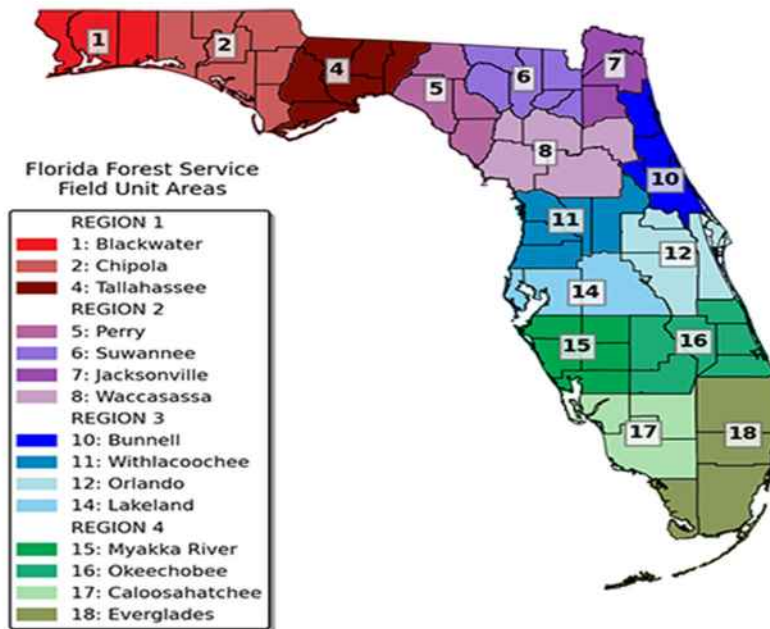 1
2
4
5
6
7
8
10
11
12
14
15
16
17
18
Florida Forest Service
Field Unit Areas
REGION 1
1: Blackwater
2: Chipola
4: Tallahassee
REGION 2
5: Perry
6: Suwannee
7: Jacksonville
8: Waccasassa
REGION 3
10: Bunnell
11: Withlacoochee
12: Orlando
14: Lakeland
REGION 4
15: Myakka River
16: Okeechobee
17: Caloosahatchee
18: Everglades